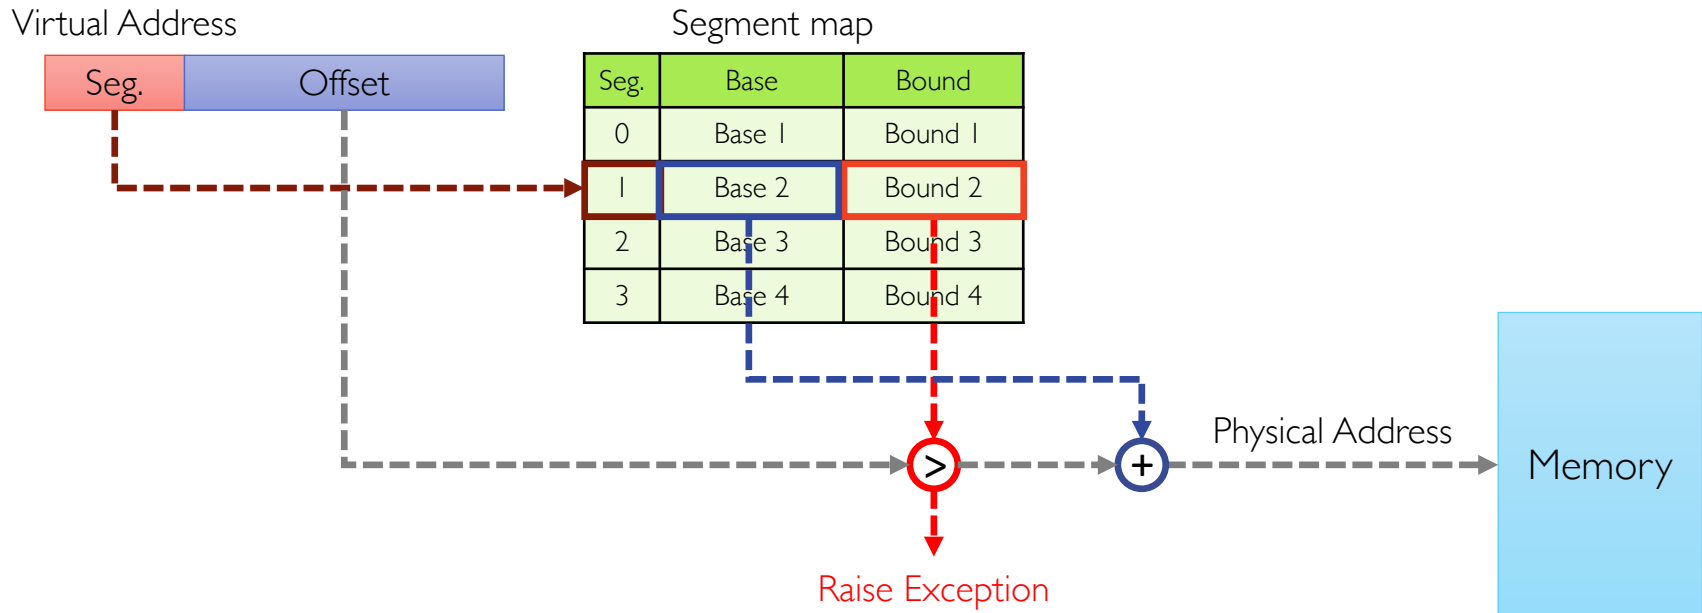 Virtual Address
Segment map
Seg. Offset
Seg. Base Bound
0 Base 1 Bound 1
1 Base 2 Bound 2
2 Base 3 Bound 3
3 Base 4 Bound 4
Physical Address
> +
Memory
Raise Exception